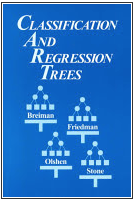 CLASSIFICATION
AND
REGRESSION
TREES
Breiman
Friedman
Olshen
Stone